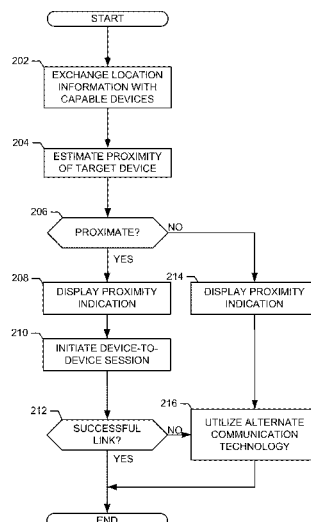 START
202
EXCHANGE LOCATION
INFORMATION WITH
CAPABLE DEVICES
204
ESTIMATE PROXIMITY
OF TARGET DEVICE
206
PROXIMATE?
NO
YES
208
DISPLAY PROXIMITY
INDICATION
214
DISPLAY PROXIMITY
INDICATION
210
INITIATE DEVICE-TO-
DEVICE SESSION
212
SUCCESSFUL
LINK?
NO
YES
216
UTILIZE ALTERNATE
COMMUNICATION
TECHNOLOGY
END